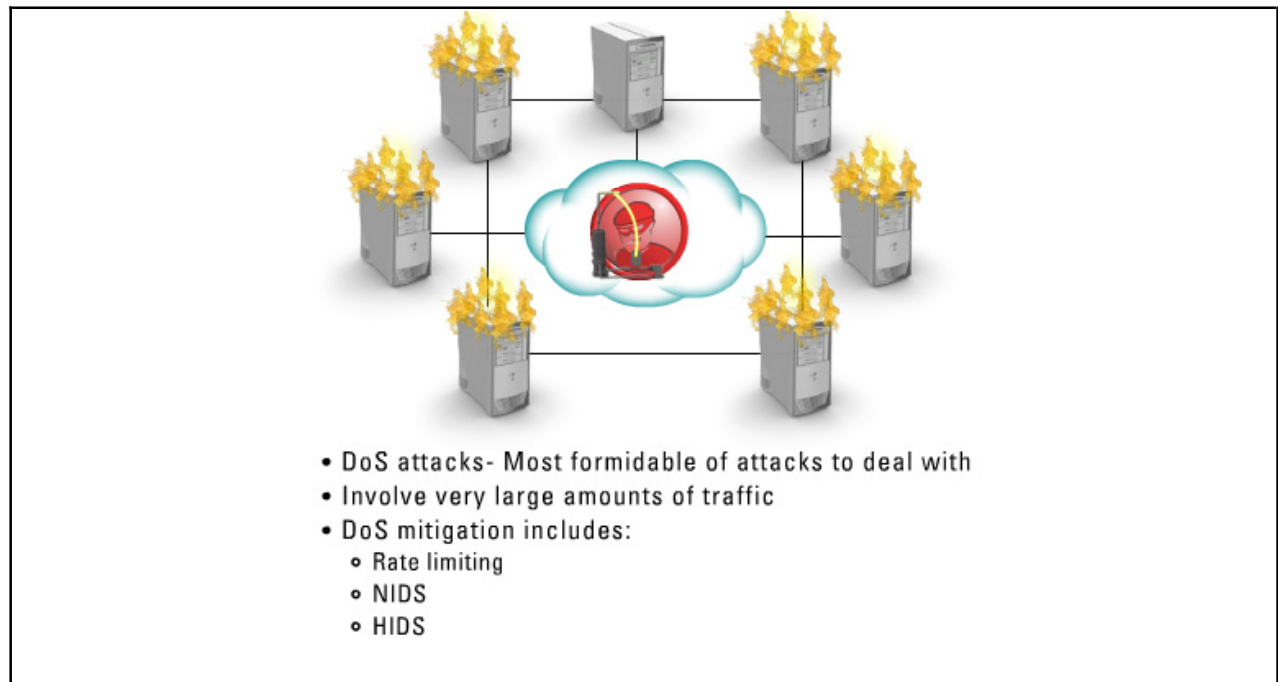 • DoS attacks- Most formidable of attacks to deal with
• Involve very large amounts of traffic
• DoS mitigation includes:
∘ Rate limiting
∘ NIDS
∘ HIDS